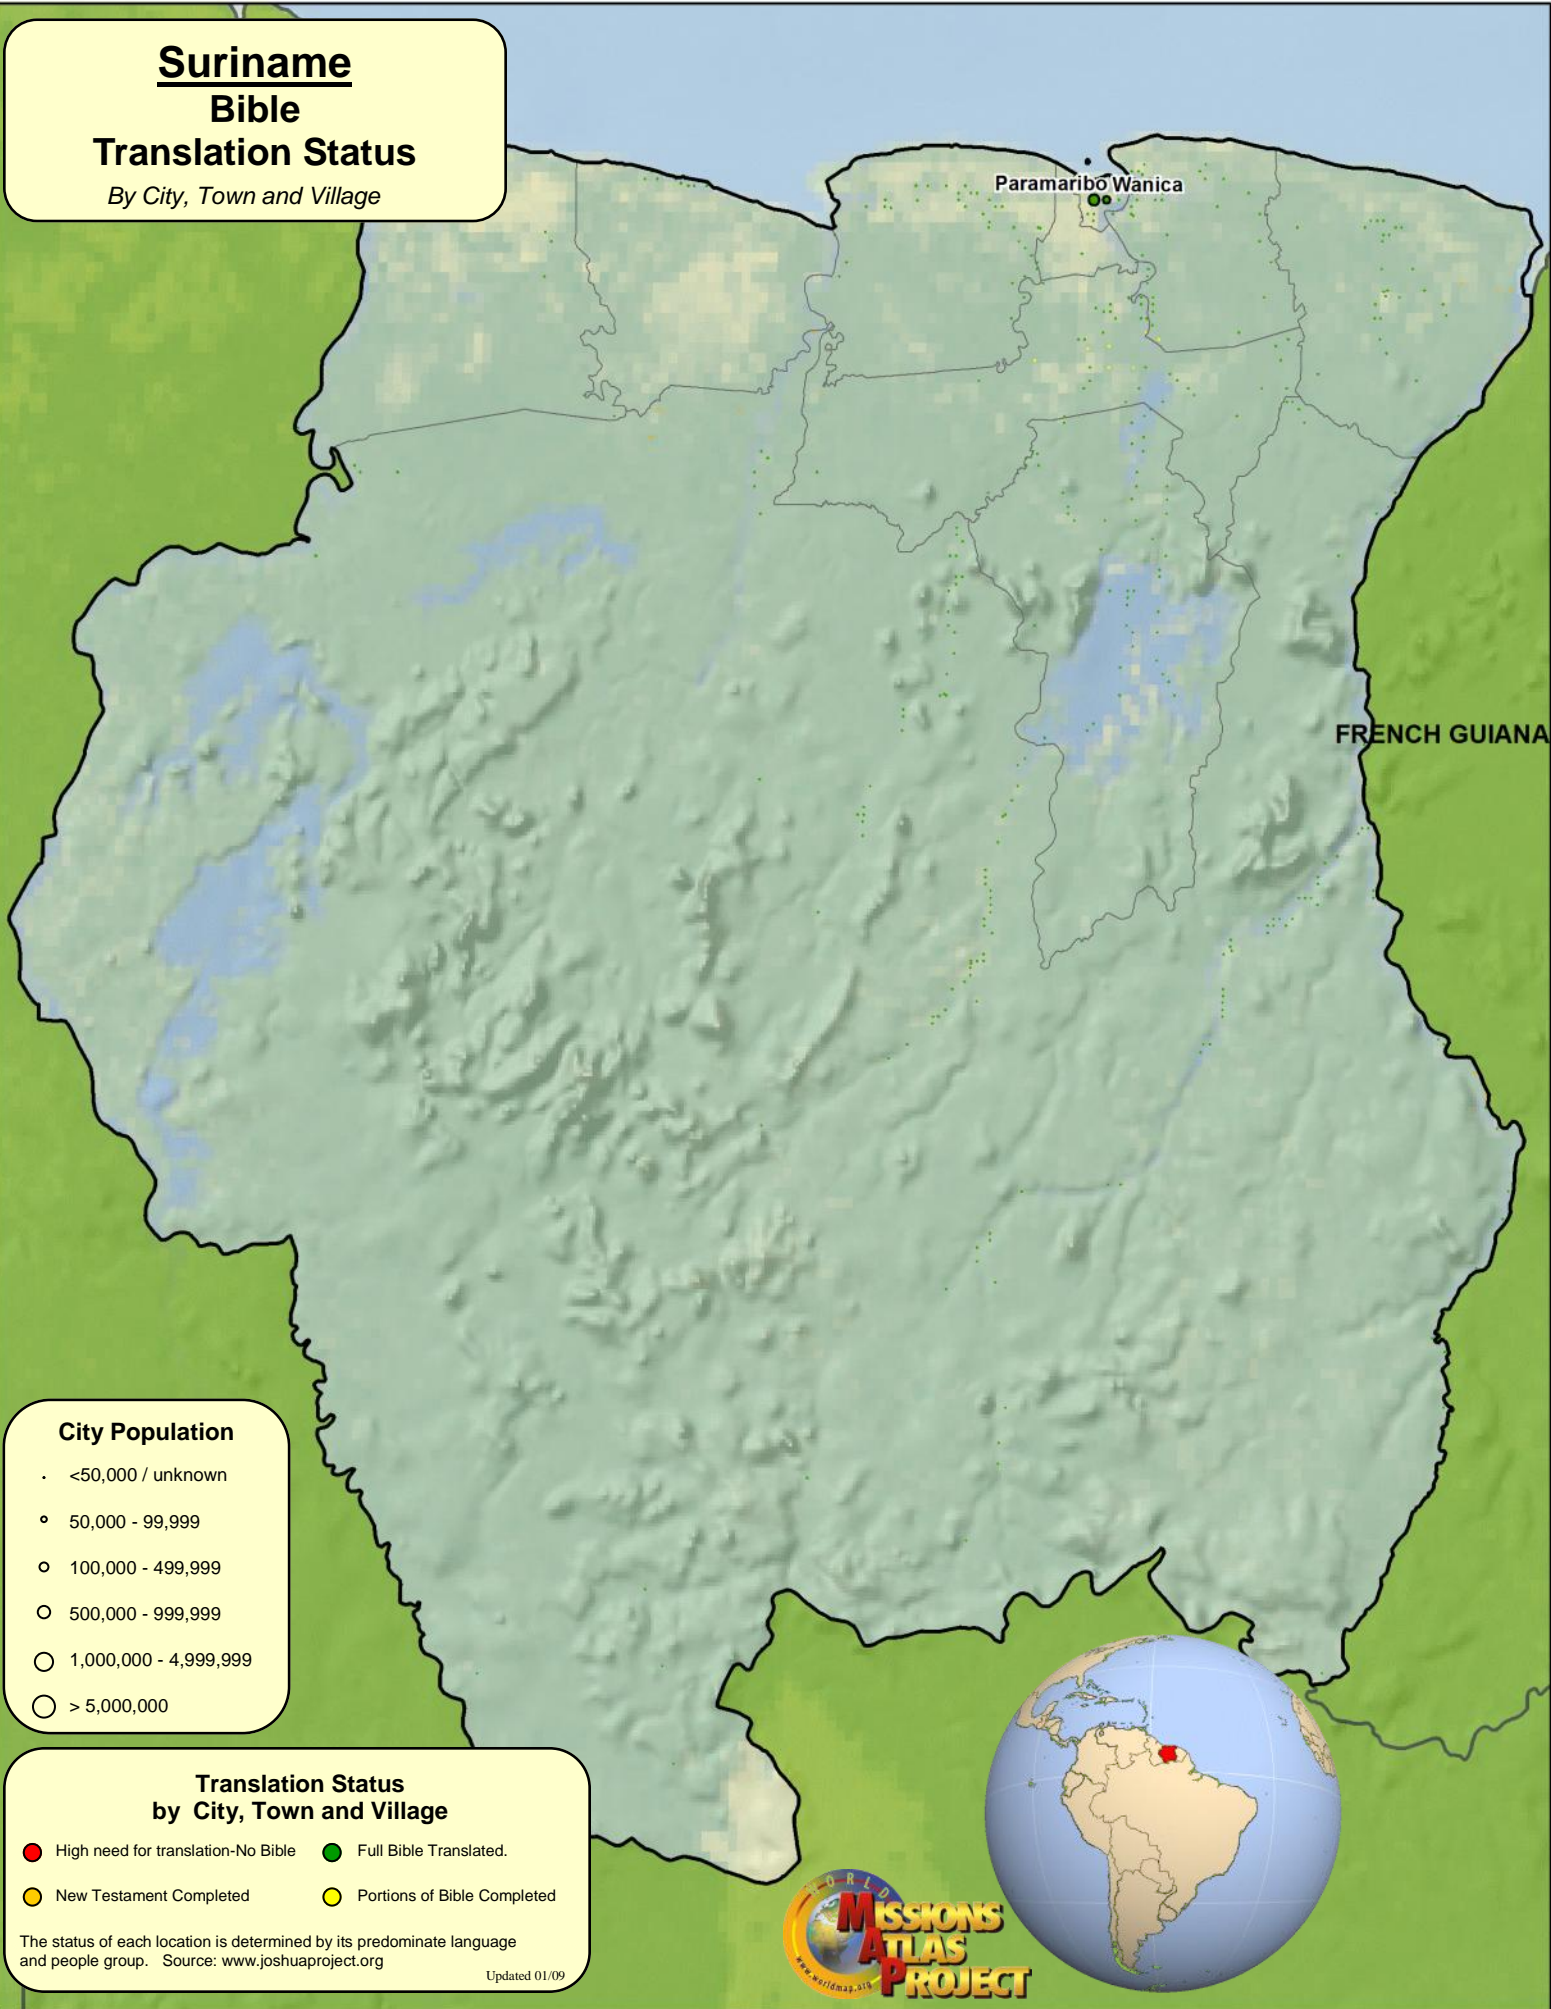 Suriname
Bible
Translation Status
By City, Town and Village
Paramaribo Wanica
FRENCH GUIANA
City Population
<50,000 / unknown
50,000 - 99,999
100,000 - 499,999
500,000 - 999,999
1,000,000 - 4,999,999
> 5,000,000
Translation Status
by City, Town and Village
High need for translation-No Bible
Full Bible Translated.
New Testament Completed
Portions of Bible Completed
The status of each location is determined by its predominate language
and people group. Source: www.joshuaproject.org
Updated 01/09
WORLD
MISSIONS
ATLAS
PROJECT
www.worldmap.org